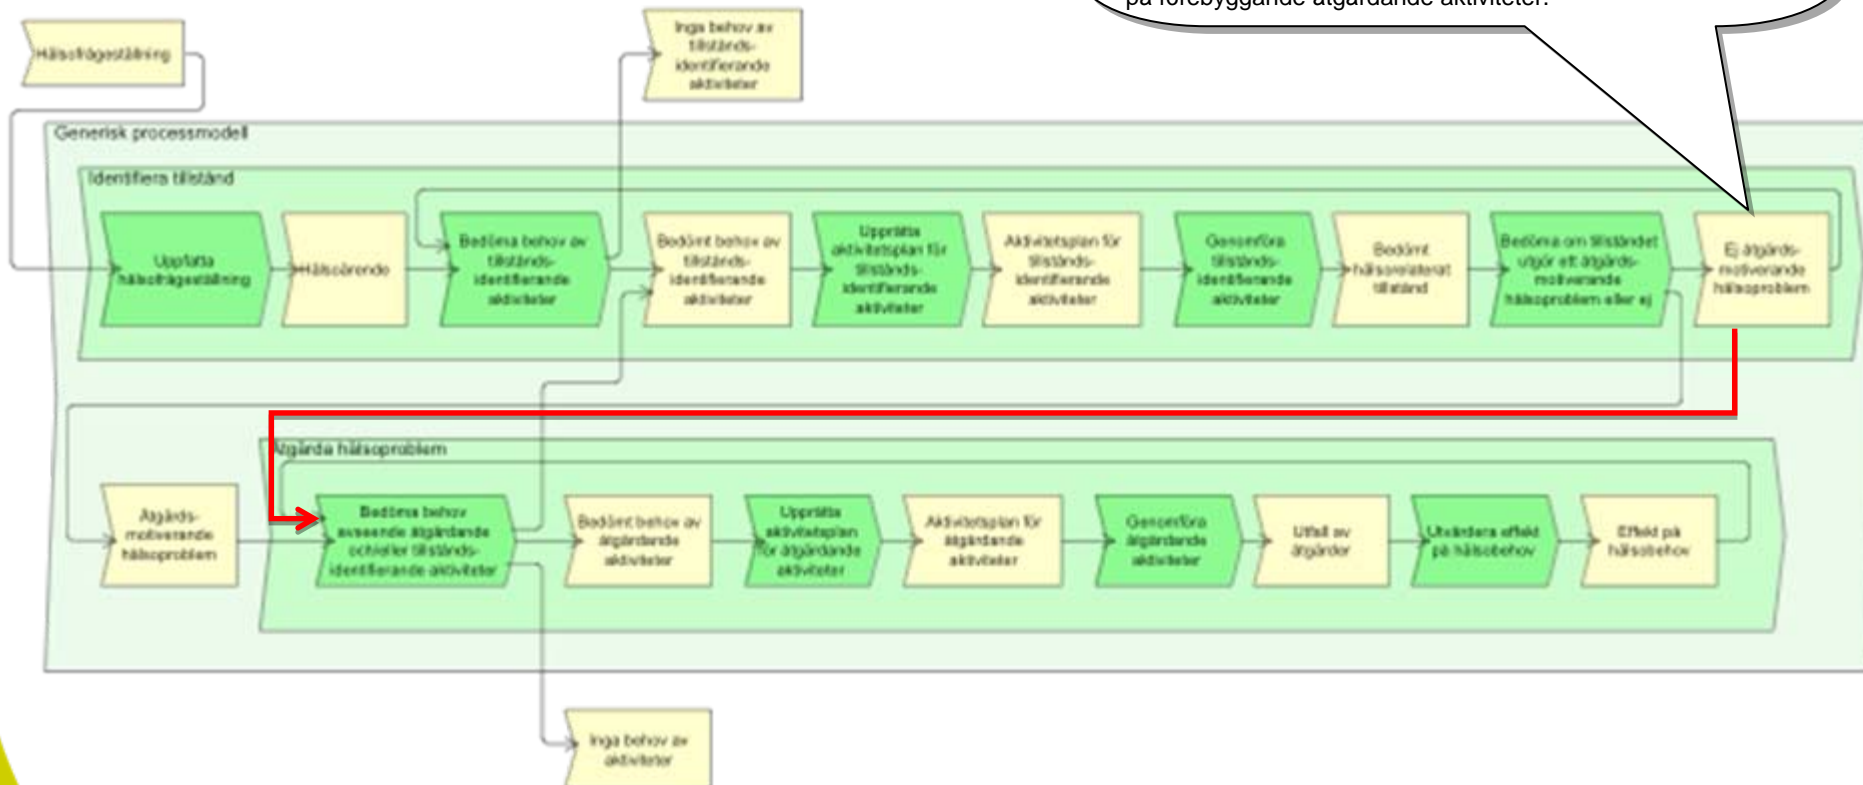 på förebyggande åtgärdande aktiviteter.
Hälsofrågeställning
Inga behov av
tillstånds-
identifierande
aktiviteter
Generisk processmodell
Identifiera tillstånd
Uppfatta
hälsofrågeställning
Hälsoärende
Bedöma behov av
tillstånds-
identifierande
aktiviteter
Bedömt behov av
tillstånds-
identifierande
aktiviteter
Upprätta
aktivitetsplan för
tillstånds-
identifierande
aktiviteter
Aktivitetsplan för
tillstånds-
identifierande
aktiviteter
Genomföra
tillstånds-
identifierande
aktiviteter
Bedömt
hälsorelaterat
tillstånd
Bedöma om tillståndet
utgör ett åtgärds-
motiverande
hälsoproblem eller ej
Ej åtgärds-
motiverande
hälsoproblem
Åtgärda hälsoproblem
Åtgärds-
motiverande
hälsoproblem
Bedöma behov
avseende åtgärdande
och/eller tillstånds-
identifierande aktiviteter
Bedömt behov av
åtgärdande
aktiviteter
Upprätta
aktivitetsplan
för åtgärdande
aktiviteter
Aktivitetsplan för
åtgärdande
aktiviteter
Genomföra
åtgärdande
aktiviteter
Utfall av
åtgärder
Utvärdera effekt
på hälsobehov
Effekt på
hälsobehov
Inga behov av
aktiviteter